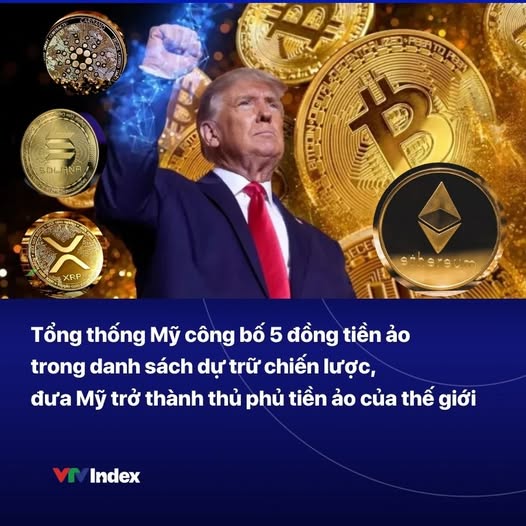 CARDANO
SOLANA
XRP
ethereum
Tổng thống Mỹ công bố 5 đồng tiền ảo
trong danh sách dự trữ chiến lược,
đưa Mỹ trở thành thủ phủ tiền ảo của thế giới
VTV Index